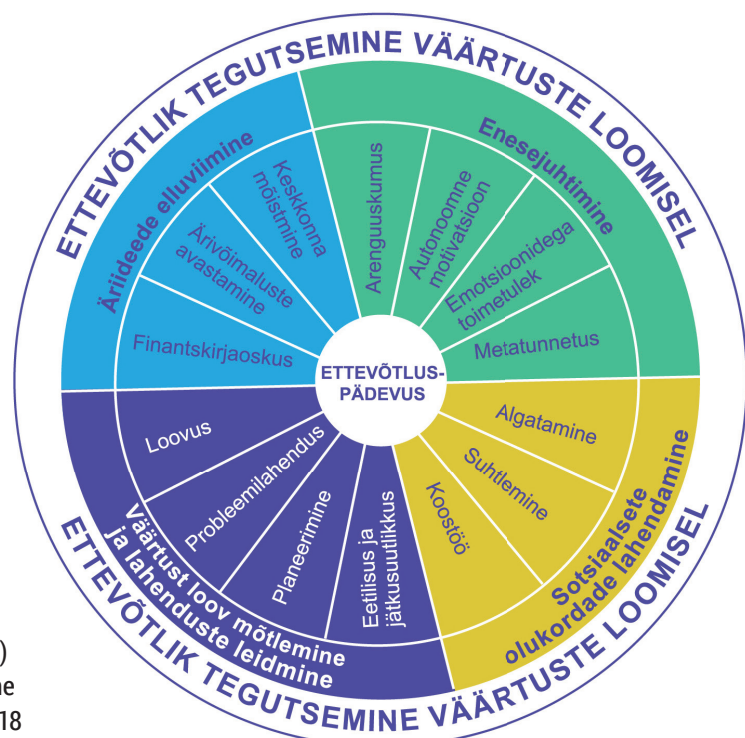 ETTEVÕTLIK TEGUTSEMINE VÄÄRTUSTE LOOMISEL
Enesejuhtimine
Arenguuskumus
Autonoomne
motivatsioon
Emotsioonidega
toimetulek
Metatunnetus
Sotsiaalsete
olukordade lahendamine
Algatamine
Suhtlemine
Koostöö
Väärtust loov mõtlemine
ja lahenduste leidmine
Eetilisus ja
jätkusuutlikkus
Planeerimine
Probleemilahendus
Loovus
Äriideede elluviimine
Finantskirjaoskus
Ärivõimaluste
avastamine
Keskkonna
mõistmine
ETTEVÕTLUS-
PÄDEVUS
ETTEVÕTLIK TEGUTSEMINE VÄÄRTUSTE LOOMISEL
)
18